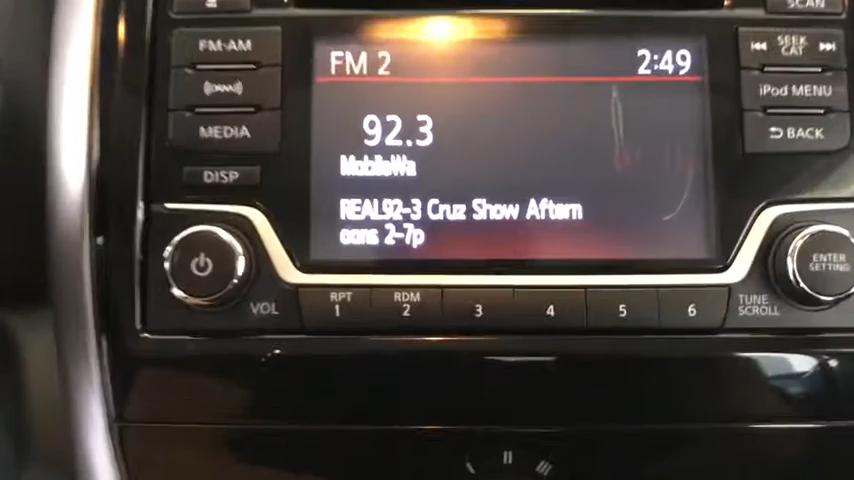 SCAN
FM-AM
FM 2
2:49
SEEK
CAT
((SIRIUSXM))
92.3
iPod MENU
MEDIA
MobileWa
BACK
DISP
REAL92-3 Cruz Show Aftern
oons 2-7p
ENTER
SETTING
VOL
RPT
1
RDM
2
3
4
5
6
TUNE
SCROLL